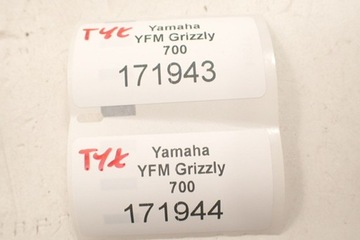 TYŁ Yamaha
YFM Grizzly
700
171943
TYŁ Yamaha
YFM Grizzly
700
171944